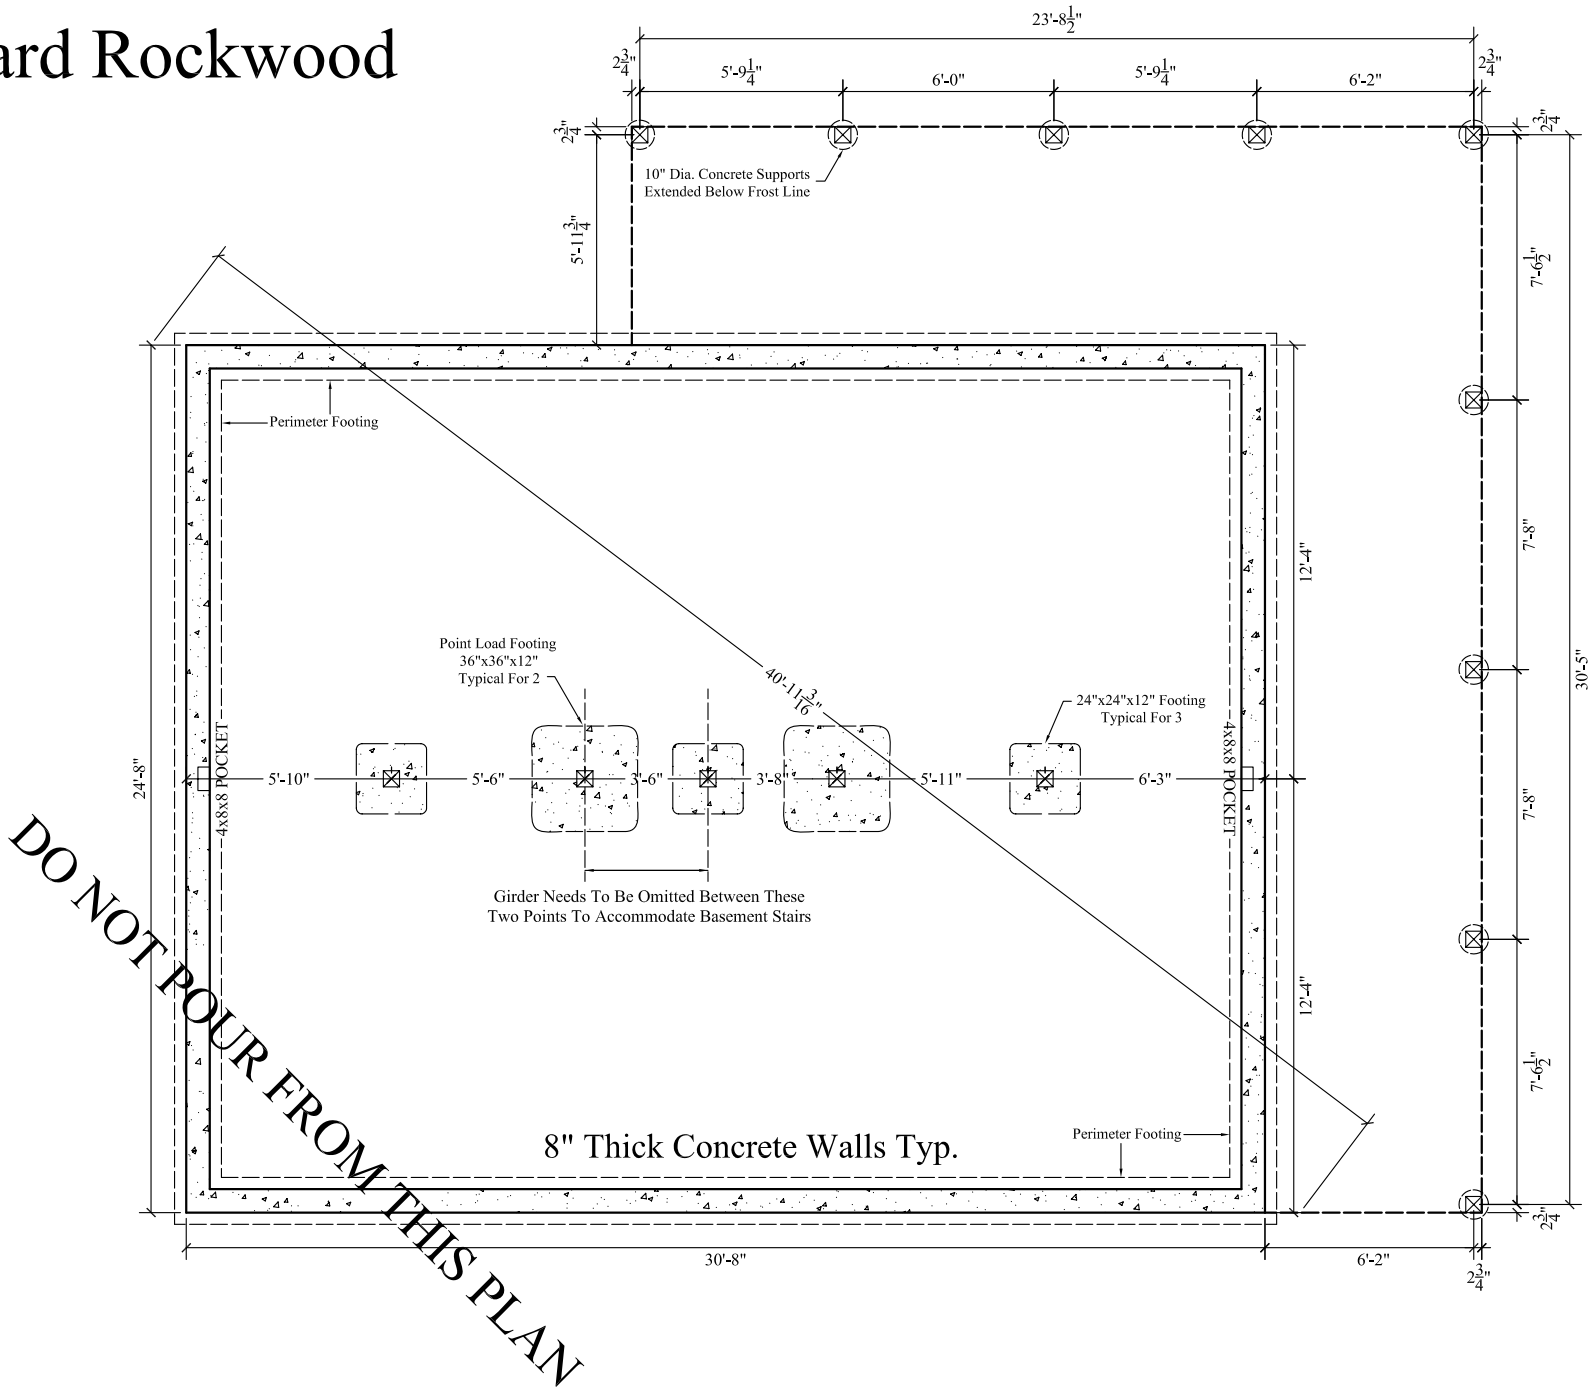 ard Rockwood
23'-8 1/2"
2 3/4"
5'-9 1/4"
6'-0"
5'-9 1/4"
6'-2"
2 3/4"
2 3/4"
2 3/4"
10" Dia. Concrete Supports
Extended Below Frost Line
5'-11 3/4"
7'-6 1/2"
Perimeter Footing
7'-8"
12'-4"
30'-5"
Point Load Footing
36"x36"x12"
Typical For 2
40'-11 3/16"
24"x24"x12" Footing
Typical For 3
24'-8"
4x8x8 POCKET
5'-10"
5'-6"
3'-6"
3'-8"
5'-11"
6'-3"
4x8x8 POCKET
7'-8"
Girder Needs To Be Omitted Between These
Two Points To Accommodate Basement Stairs
12'-4"
7'-6 1/2"
DO NOT POUR FROM THIS PLAN
8" Thick Concrete Walls Typ.
Perimeter Footing
2 3/4"
30'-8"
6'-2"
2 3/4"